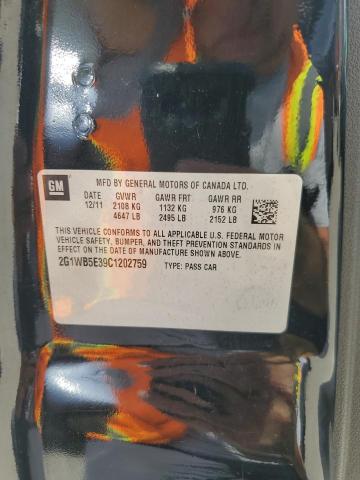 GM
MFD BY GENERAL MOTORS OF CANADA LTD.
DATE GVWR GAWR FRT GAWR RR
12/11 2108 KG 1132 KG 976 KG
4647 LB 2495 LB 2152 LB
THIS VEHICLE CONFORMS TO ALL APPLICABLE U.S. FEDERAL MOTOR
VEHICLE SAFETY, BUMPER, AND THEFT PREVENTION STANDARDS IN
EFFECT ON THE DATE OF MANUFACTURE SHOWN ABOVE.
2G1WB5E39C1202759 TYPE: PASS CAR